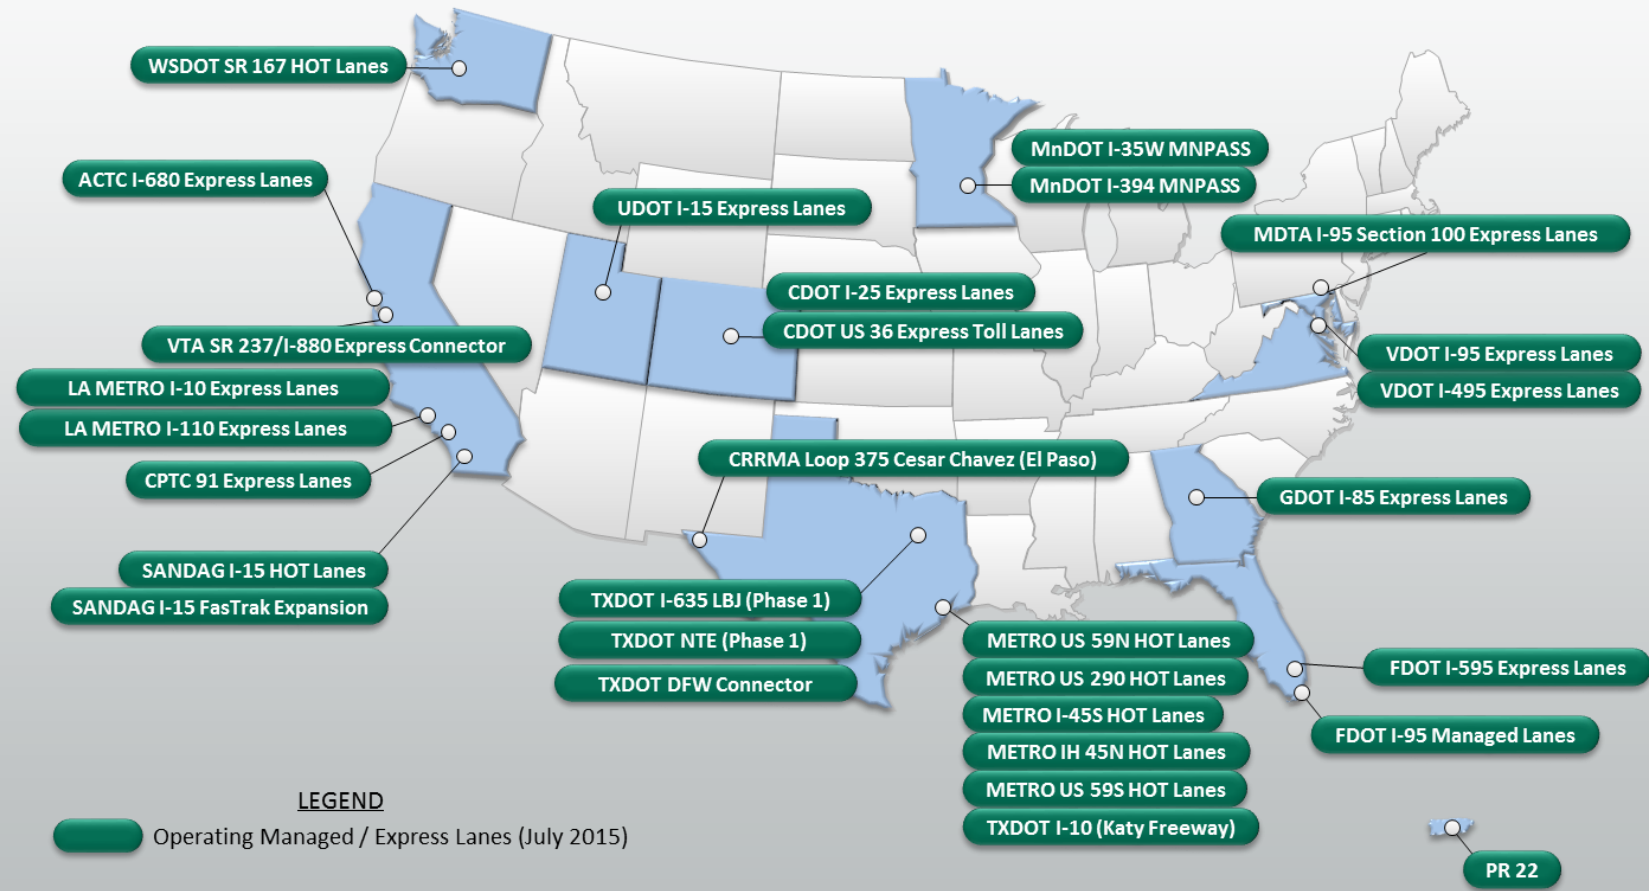 WSDOT SR 167 HOT Lanes
ACTC I-680 Express Lanes
UDOT I-15 Express Lanes
MnDOT I-35W MNPASS
MnDOT I-394 MNPASS
MDTA I-95 Section 100 Express Lanes
CDOT I-25 Express Lanes
CDOT US 36 Express Toll Lanes
VTA SR 237/I-880 Express Connector
VDOT I-95 Express Lanes
VDOT I-495 Express Lanes
LA METRO I-10 Express Lanes
LA METRO I-110 Express Lanes
CPTC 91 Express Lanes
CRRMA Loop 375 Cesar Chavez (El Paso)
GDOT I-85 Express Lanes
SANDAG I-15 HOT Lanes
SANDAG I-15 FasTrak Expansion
TXDOT I-635 LBJ (Phase 1)
TXDOT NTE (Phase 1)
TXDOT DFW Connector
METRO US 59N HOT Lanes
METRO US 290 HOT Lanes
METRO I-45S HOT Lanes
METRO IH 45N HOT Lanes
METRO US 59S HOT Lanes
TXDOT I-10 (Katy Freeway)
FDOT I-595 Express Lanes
FDOT I-95 Managed Lanes
LEGEND
Operating Managed / Express Lanes (July 2015)
PR 22